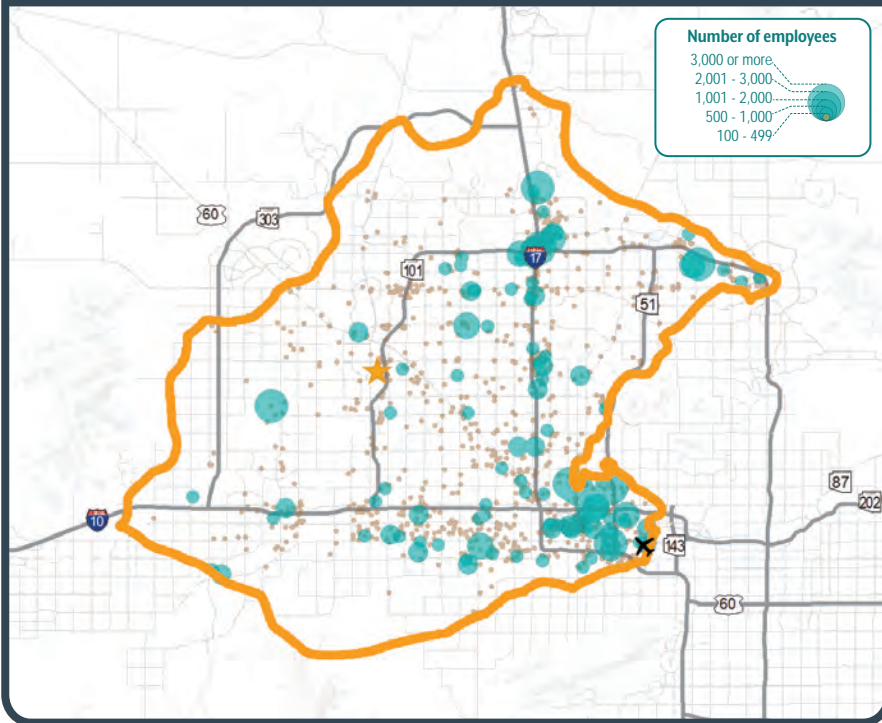 Number of employees
3,000 or more
2,001 - 3,000
1,001 - 2,000
500 - 1,000
100 - 499
60
303
101
17
51
87
202
10
143
60